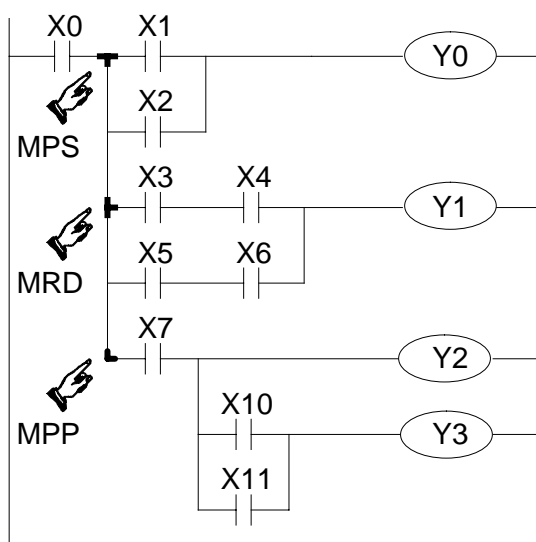 X0 X1 Y0
X2
MPS
X3 X4 Y1
MRD
X5 X6
X7 Y2
MPP
X10 Y3
X11